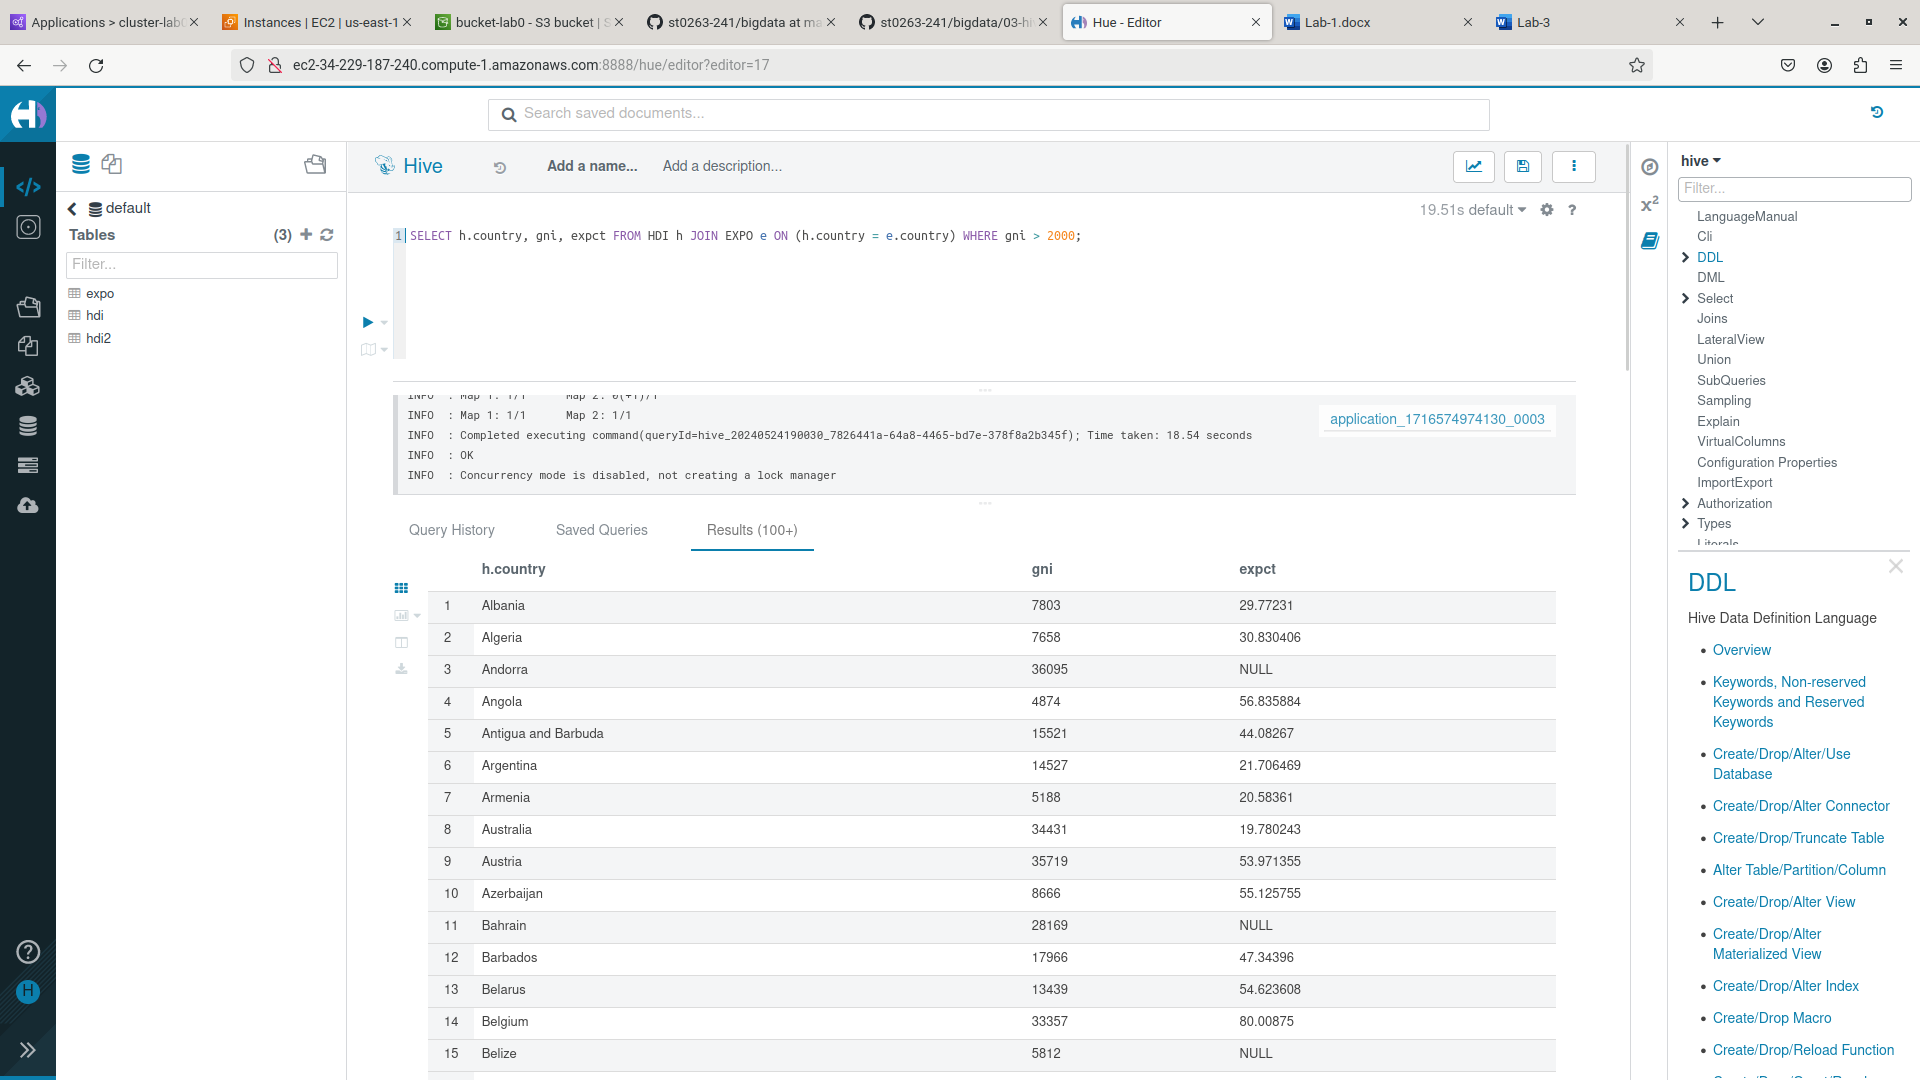 Applications > cluster-lab
Instances | EC2 | us-east-1
bucket-lab0 - S3 bucket | S
st0263-241/bigdata at ma
st0263-241/bigdata/03-hi
Hue - Editor
Lab-1.docx
Lab-3
ec2-34-229-187-240.compute-1.amazonaws.com:8888/hue/editor?editor=17
Search saved documents...
default
Tables
(3)
Filter...
expo
hdi
hdi2
Hive
Add a name...
Add a description...
19.51s default
?
1 SELECT h.country, gni, expct FROM HDI h JOIN EXPO e ON (h.country = e.country) WHERE gni > 2000;
INFO : Map 1: 1/1 Map 2: 0(+1)/1
INFO : Map 1: 1/1 Map 2: 1/1
INFO : Completed executing command(queryId=hive_20240524190030_7826441a-64a8-4465-bd7e-378f8a2b345f); Time taken: 18.54 seconds
INFO : OK
INFO : Concurrency mode is disabled, not creating a lock manager
application_1716574974130_0003
Query History
Saved Queries
Results (100+)
h.country gni expct
1 Albania 7803 29.77231
2 Algeria 7658 30.830406
3 Andorra 36095 NULL
4 Angola 4874 56.835884
5 Antigua and Barbuda 15521 44.08267
6 Argentina 14527 21.706469
7 Armenia 5188 20.58361
8 Australia 34431 19.780243
9 Austria 35719 53.971355
10 Azerbaijan 8666 55.125755
11 Bahrain 28169 NULL
12 Barbados 17966 47.34396
13 Belarus 13439 54.623608
14 Belgium 33357 80.00875
15 Belize 5812 NULL
x²
hive
Filter...
LanguageManual
Cli
DDL
DML
Select
Joins
LateralView
Union
SubQueries
Sampling
Explain
VirtualColumns
Configuration Properties
ImportExport
Authorization
Types
Literals
DDL
Hive Data Definition Language
Overview
Keywords, Non-reserved
Keywords and Reserved
Keywords
Create/Drop/Alter/Use
Database
Create/Drop/Alter Connector
Create/Drop/Truncate Table
Alter Table/Partition/Column
Create/Drop/Alter View
Create/Drop/Alter
Materialized View
Create/Drop/Alter Index
Create/Drop Macro
Create/Drop/Reload Function
?
H